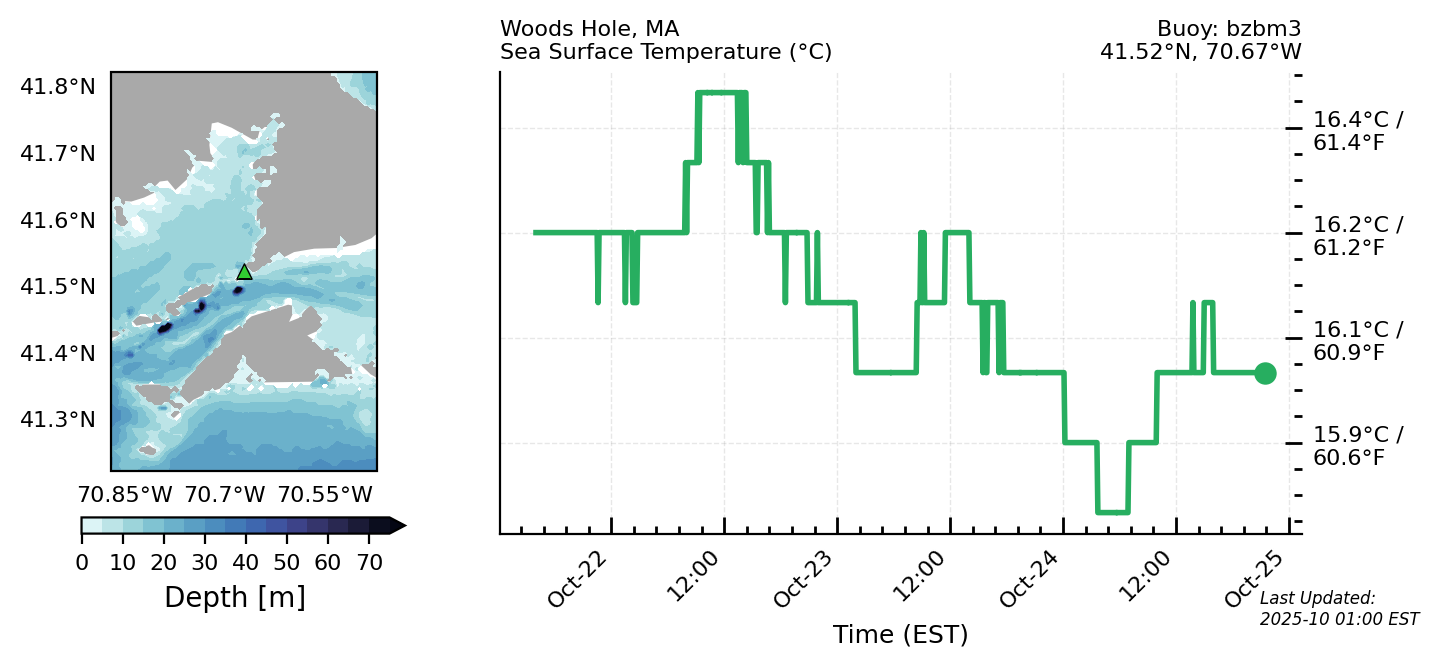 Woods Hole, MA
Sea Surface Temperature (°C)
Buoy: bzbm3
41.52°N, 70.67°W
41.8°N
41.7°N
41.6°N
41.5°N
41.4°N
41.3°N
70.85°W 70.7°W 70.55°W
0 10 20 30 40 50 60 70
Depth [m]
16.4°C /
61.4°F
16.2°C /
61.2°F
16.1°C /
60.9°F
15.9°C /
60.6°F
Oct-22 12:00 Oct-23 12:00 Oct-24 12:00 Oct-25
Time (EST)
Last Updated:
2025-10 01:00 EST